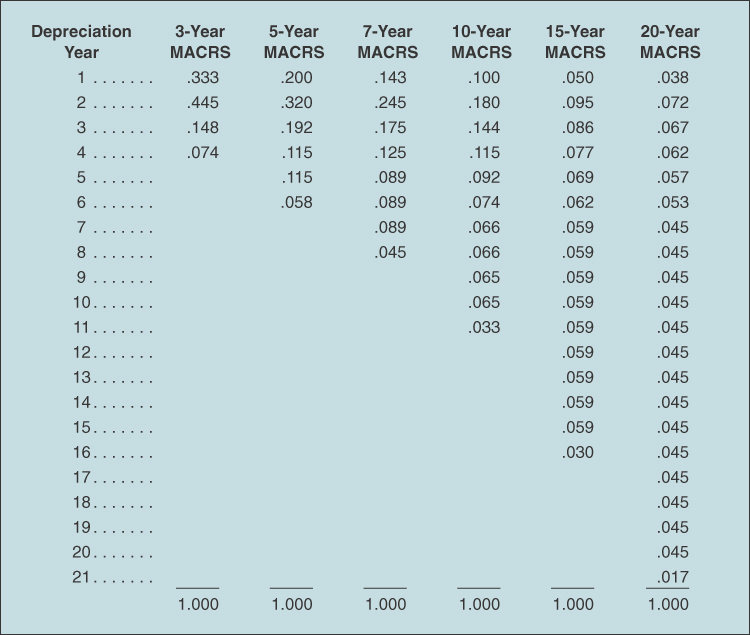 Depreciation 3-Year 5-Year 7-Year 10-Year 15-Year 20-Year
Year MACRS MACRS MACRS MACRS MACRS MACRS
1 . . . . . . . .333 .200 .143 .100 .050 .038
2 . . . . . . . .445 .320 .245 .180 .095 .072
3 . . . . . . . .148 .192 .175 .144 .086 .067
4 . . . . . . . .074 .115 .125 .115 .077 .062
5 . . . . . . . .115 .089 .092 .069 .057
6 . . . . . . . .058 .089 .074 .062 .053
7 . . . . . . . .089 .066 .059 .045
8 . . . . . . . .045 .066 .059 .045
9 . . . . . . . .065 .059 .045
10. . . . . . . .065 .059 .045
11. . . . . . . .033 .059 .045
12. . . . . . . .059 .045
13. . . . . . . .059 .045
14. . . . . . . .059 .045
15. . . . . . . .059 .045
16. . . . . . . .030 .045
17. . . . . . . .045
18. . . . . . . .045
19. . . . . . . .045
20. . . . . . . .045
21. . . . . . . .017
1.000 1.000 1.000 1.000 1.000 1.000